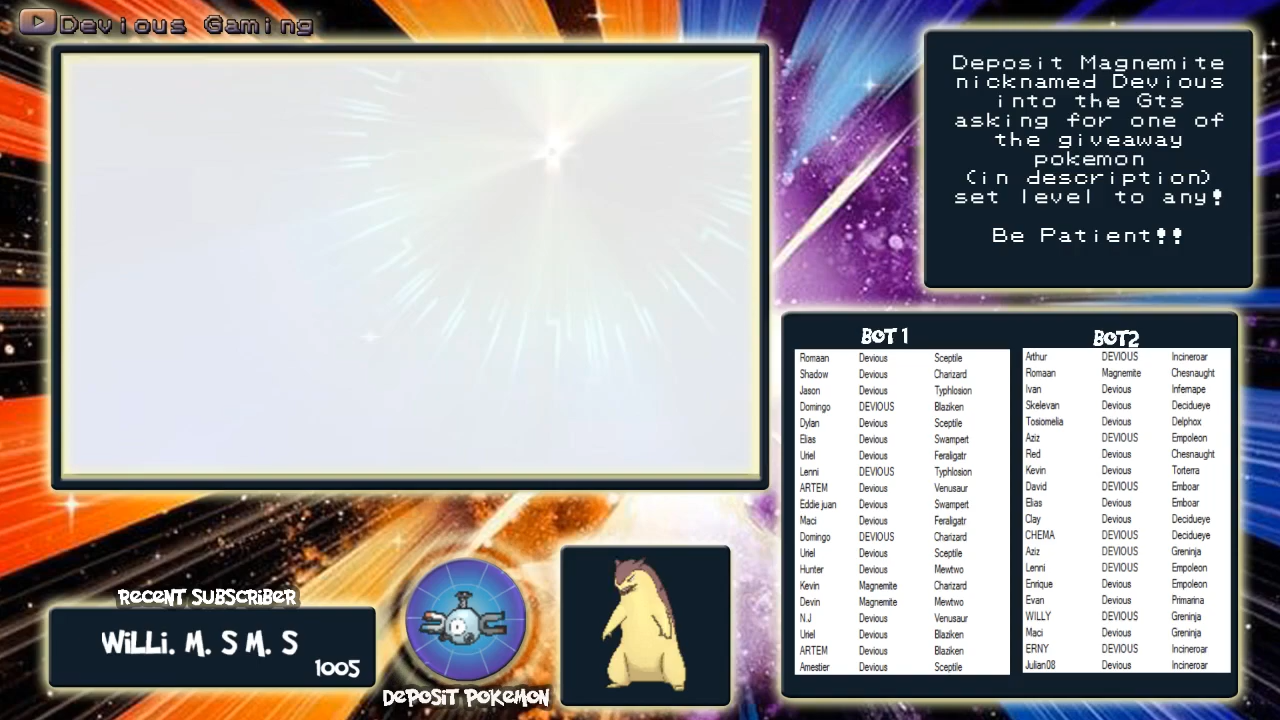 Devious Gaming
Deposit Magnemite
nicknamed Devious
into the Gts
asking for one of
the giveaway
pokemon
(in description)
set level to any!
Be Patient!!
BOT 1
Romaan Devious Sceptile
Shadow Devious Charizard
Jason Devious Typhlosion
Domingo DEVIOUS Blaziken
Dylan Devious Sceptile
Elias Devious Swampert
Uriel Devious Feraligatr
Lenni DEVIOUS Typhlosion
ARTEM Devious Venusaur
Eddie juan Devious Swampert
Maci Devious Feraligatr
Domingo DEVIOUS Charizard
Uriel Devious Sceptile
Hunter Devious Mewtwo
Kevin Magnemite Charizard
Devin Magnemite Mewtwo
N.J Devious Venusaur
Uriel Devious Blaziken
ARTEM Devious Blaziken
Amestier Devious Sceptile
BOT2
Arthur DEVIOUS Incineroar
Romaan Magnemite Chesnaught
Ivan Devious Infernape
Skelevan Devious Decidueye
Tosiomelia Devious Delphox
Aziz DEVIOUS Empoleon
Red Devious Chesnaught
Kevin Devious Torterra
David DEVIOUS Emboar
Elias Devious Emboar
Clay Devious Decidueye
CHEMA DEVIOUS Decidueye
Aziz DEVIOUS Greninja
Lenni DEVIOUS Empoleon
Enrique Devious Empoleon
Evan Devious Primarina
WILLY DEVIOUS Greninja
Maci Devious Greninja
ERNY DEVIOUS Incineroar
Julian08 Devious Incineroar
RECENT SUBSCRIBER
WiLLi. M. S M. S
1005
DEPOSIT POKEMON